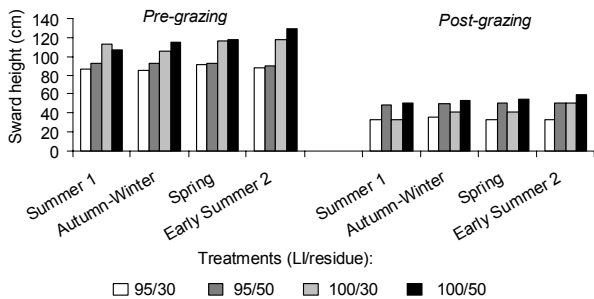 Pre-grazing
Post-grazing
Sward height (cm)
140
120
100
80
60
40
20
0
Summer 1
Autumn-Winter
Spring
Early Summer 2
Summer 1
Autumn-Winter
Spring
Early Summer 2
Treatments (LI/residue):
95/30 95/50 100/30 100/50